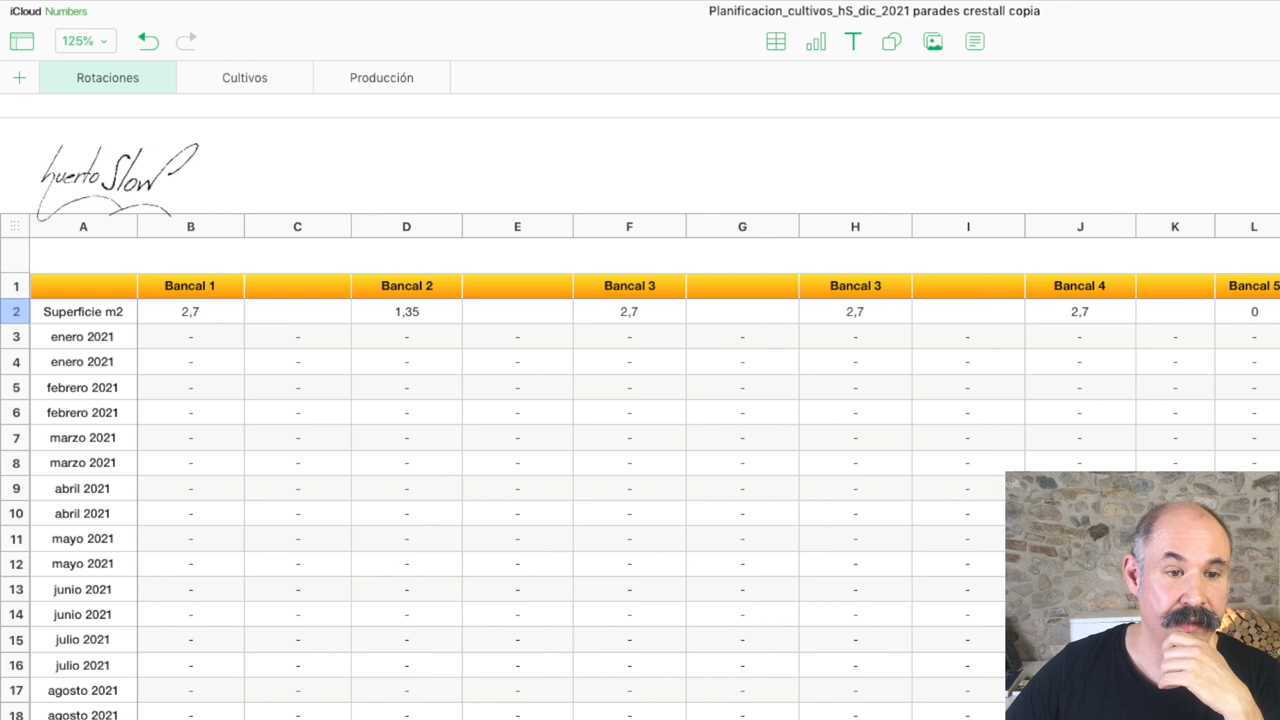 iCloud Numbers
Planificacion_cultivos_hS_dic_2021 parades crestall copia
125%
T
+ Rotaciones Cultivos Producción
huerto Slow
A B C D E F G H I J K L
1 Bancal 1 Bancal 2 Bancal 3 Bancal 3 Bancal 4 Bancal 5
2 Superficie m2 2,7 1,35 2,7 2,7 2,7 0
3 enero 2021 - - - - - - - - - - -
4 enero 2021 - - - - - - - - - - -
5 febrero 2021 - - - - - - - - - - -
6 febrero 2021 - - - - - - - - - - -
7 marzo 2021 - - - - - - - - - - -
8 marzo 2021 - - - - - - - - - - -
9 abril 2021 - - - - - - - -
10 abril 2021 - - - - - - - -
11 mayo 2021 - - - - - - - -
12 mayo 2021 - - - - - - - -
13 junio 2021 - - - - - - - -
14 junio 2021 - - - - - - - -
15 julio 2021 - - - - - - - -
16 julio 2021 - - - - - - - -
17 agosto 2021 - - - - - - - -
18 agosto 2021 - - - - - - - -